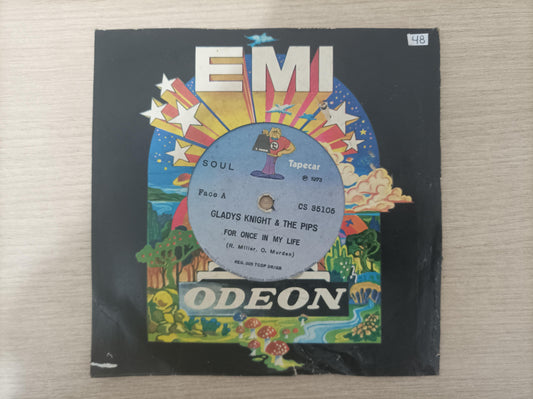 EMI
48
SOUL
Tapecar
℗ 1973
Face A
CS 35105
GLADYS KNIGHT & THE PIPS
FOR ONCE IN MY LIFE
(R. Miller, O. Murden)
ODEON